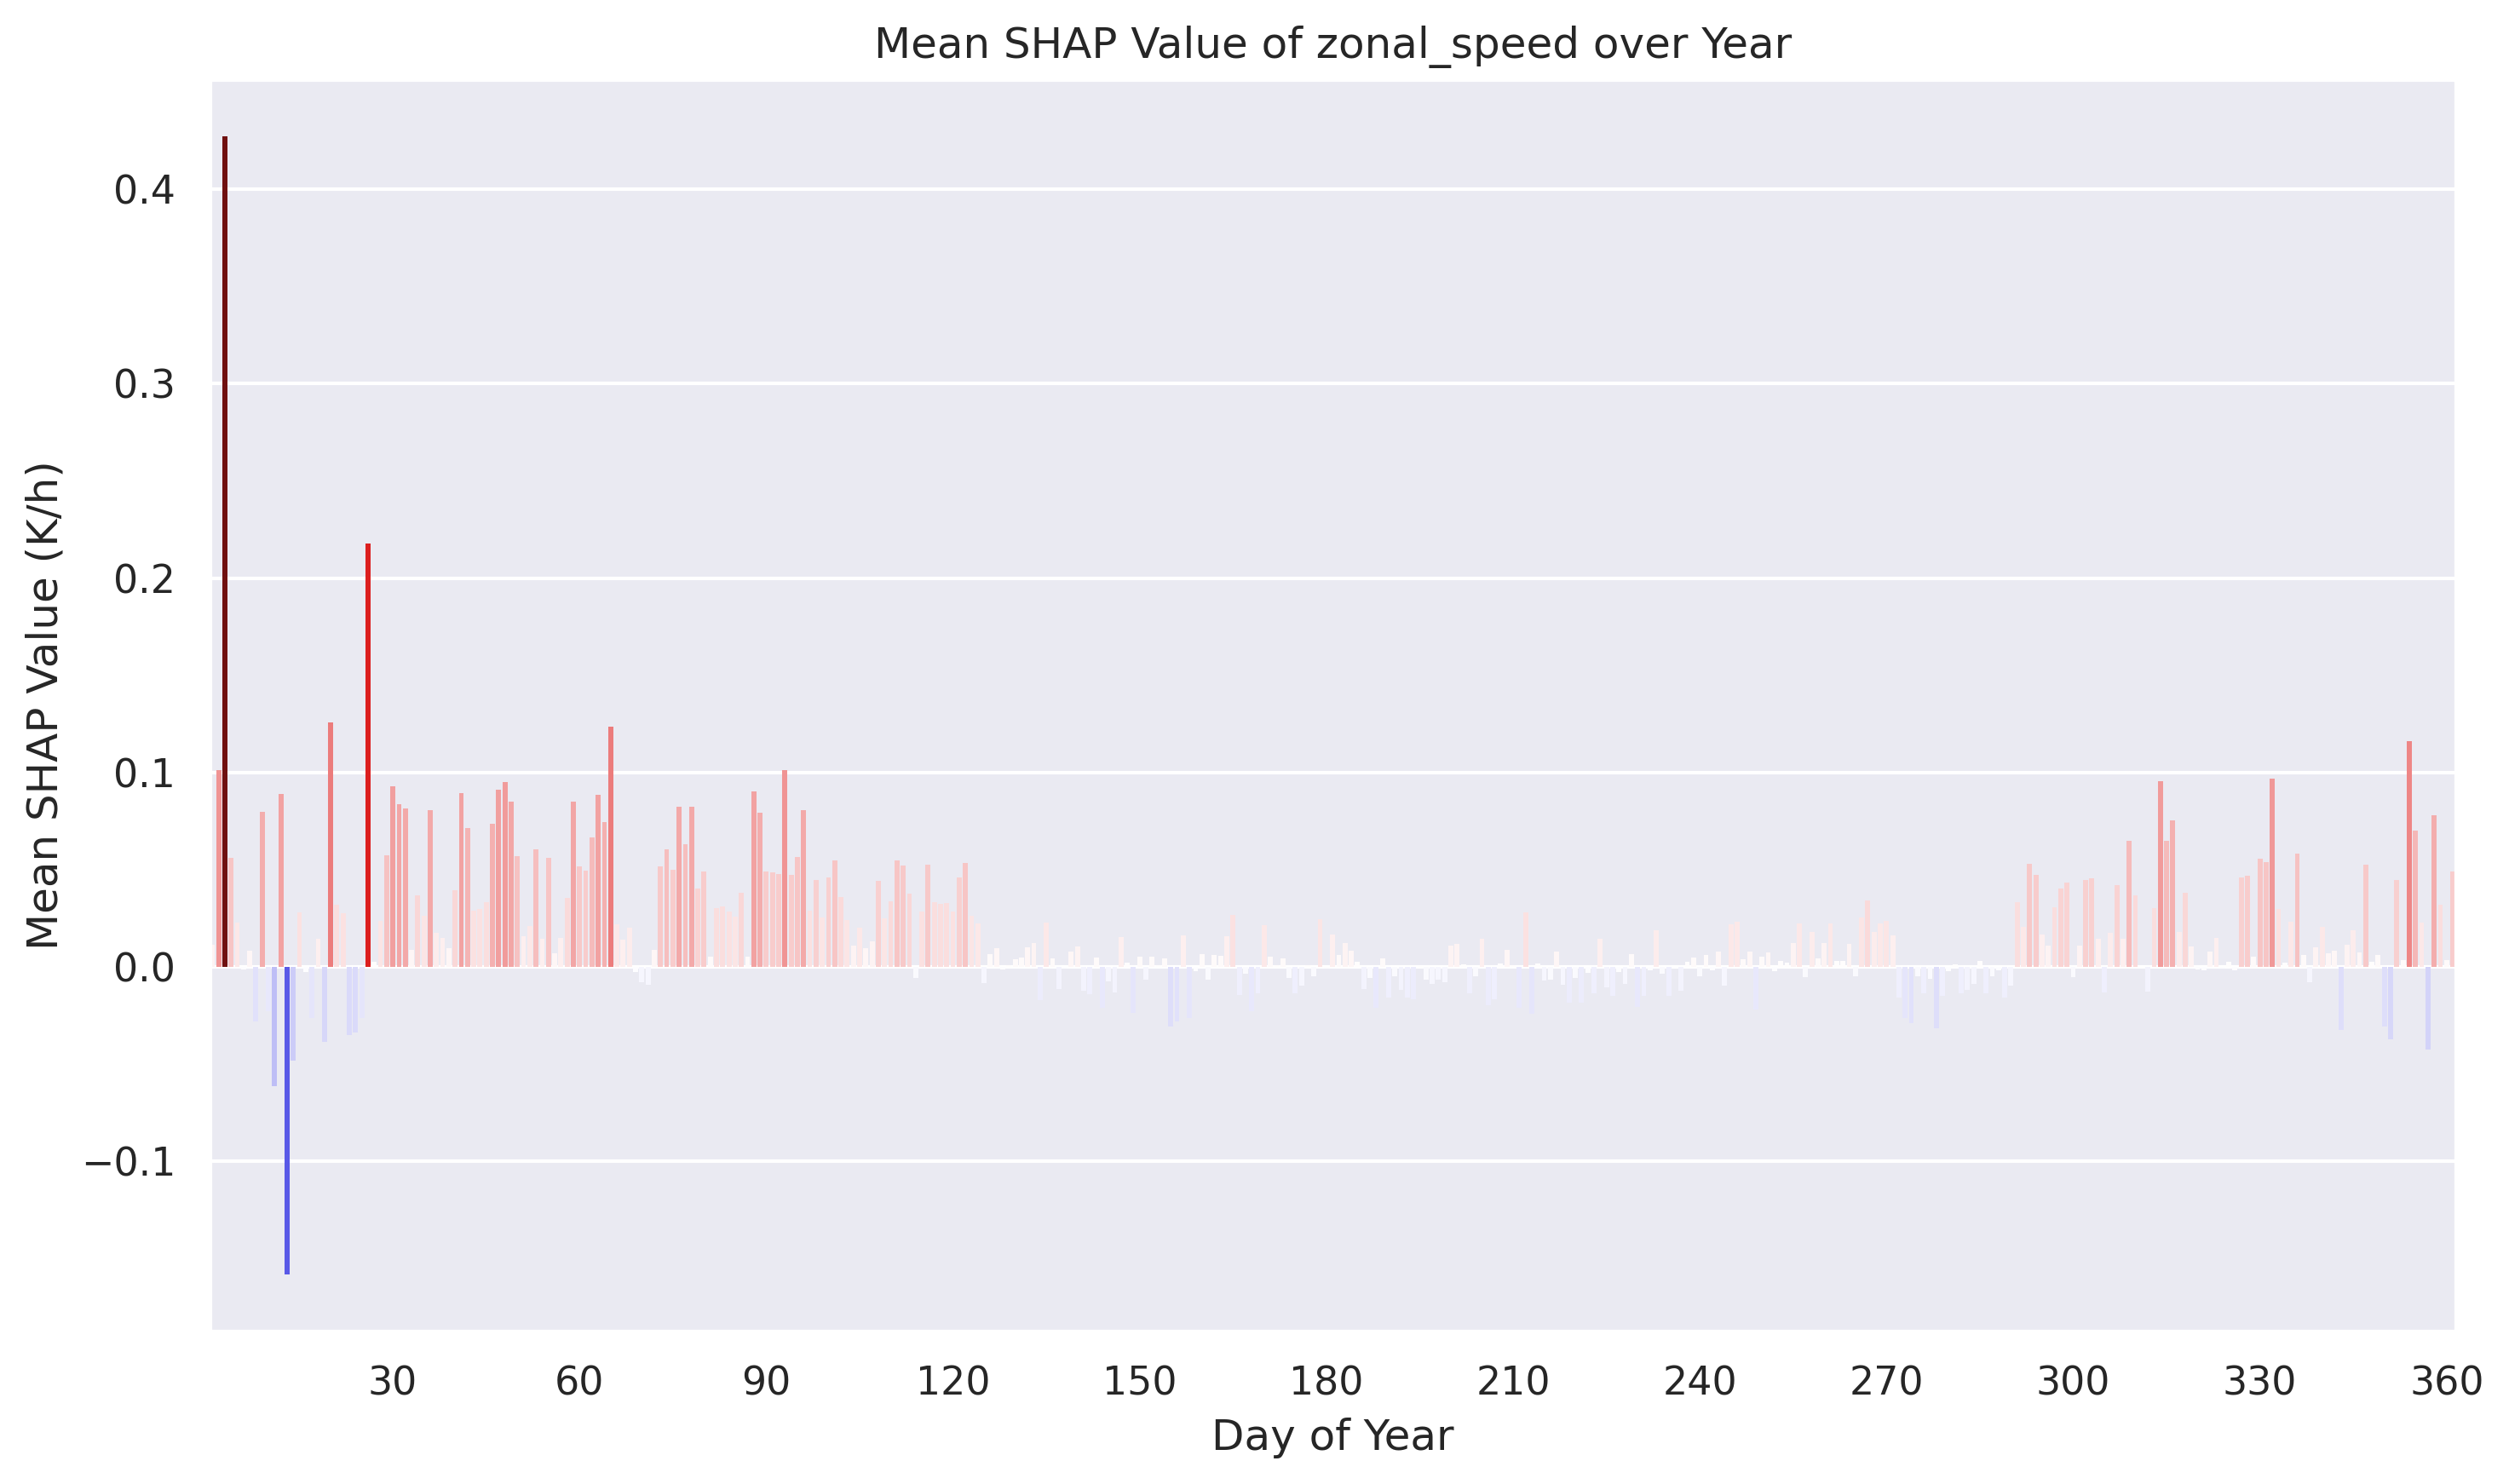 Mean SHAP Value of zonal_speed over Year
Mean SHAP Value (K/h)
0.4
0.3
0.2
0.1
0.0
−0.1
30 60 90 120 150 180 210 240 270 300 330 360
Day of Year